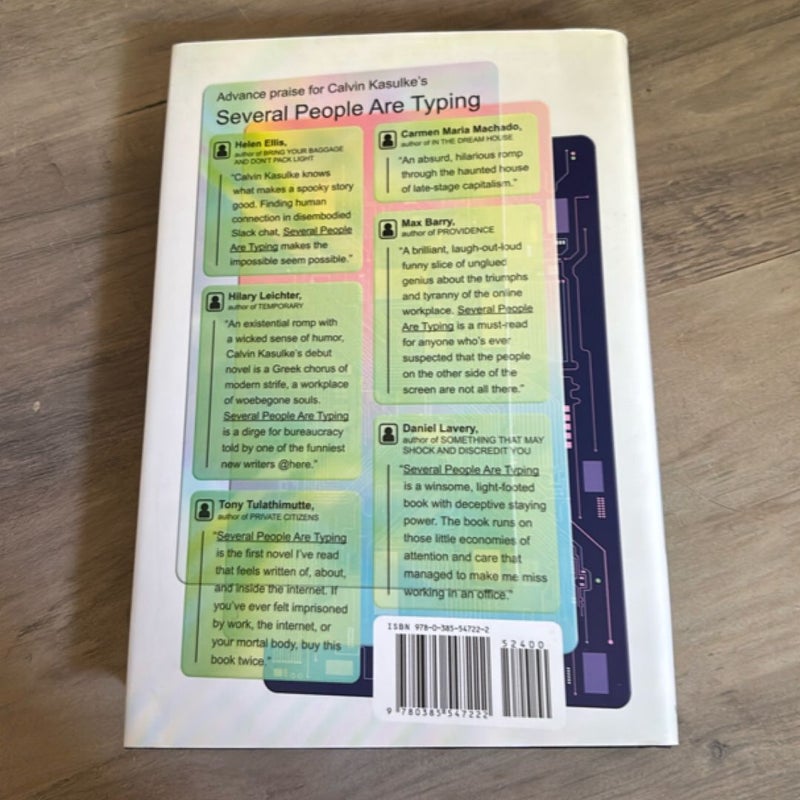 Advance praise for Calvin Kasulke's
Several People Are Typing
Helen Ellis,
author of BRING YOUR BAGGAGE
AND DON'T PACK LIGHT
"Calvin Kasulke knows
what makes a spooky story
good. Finding human
connection in disembodied
Slack chat, Several People
Are Typing makes the
impossible seem possible."
Hilary Leichter,
author of TEMPORARY
"An existential romp with
a wicked sense of humor,
Calvin Kasulke's debut
novel is a Greek chorus of
modern strife, a workplace
of woebegone souls.
Several People Are Typing
is a dirge for bureaucracy
told by one of the funniest
new writers @here."
Tony Tulathimutte,
author of PRIVATE CITIZENS
"Several People Are Typing
is the first novel I've read
that feels written of, about,
and inside the internet. If
you've ever felt imprisoned
by work, the internet, or
your mortal body, buy this
book twice."
Carmen Maria Machado,
author of IN THE DREAM HOUSE
"An absurd, hilarious romp
through the haunted house
of late-stage capitalism."
Max Barry,
author of PROVIDENCE
"A brilliant, laugh-out-loud
funny slice of unglued
genius about the triumphs
and tyranny of the online
workplace. Several People
Are Typing is a must-read
for anyone who's ever
suspected that the people
on the other side of the
screen are not all there."
Daniel Lavery,
author of SOMETHING THAT MAY
SHOCK AND DISCREDIT YOU
"Several People Are Typing
is a winsome, light-footed
book with deceptive staying
power. The book runs on
those little economies of
attention and care that
managed to make me miss
working in an office."
ISBN 978-0-385-54722-2
52400
9 780385 547222